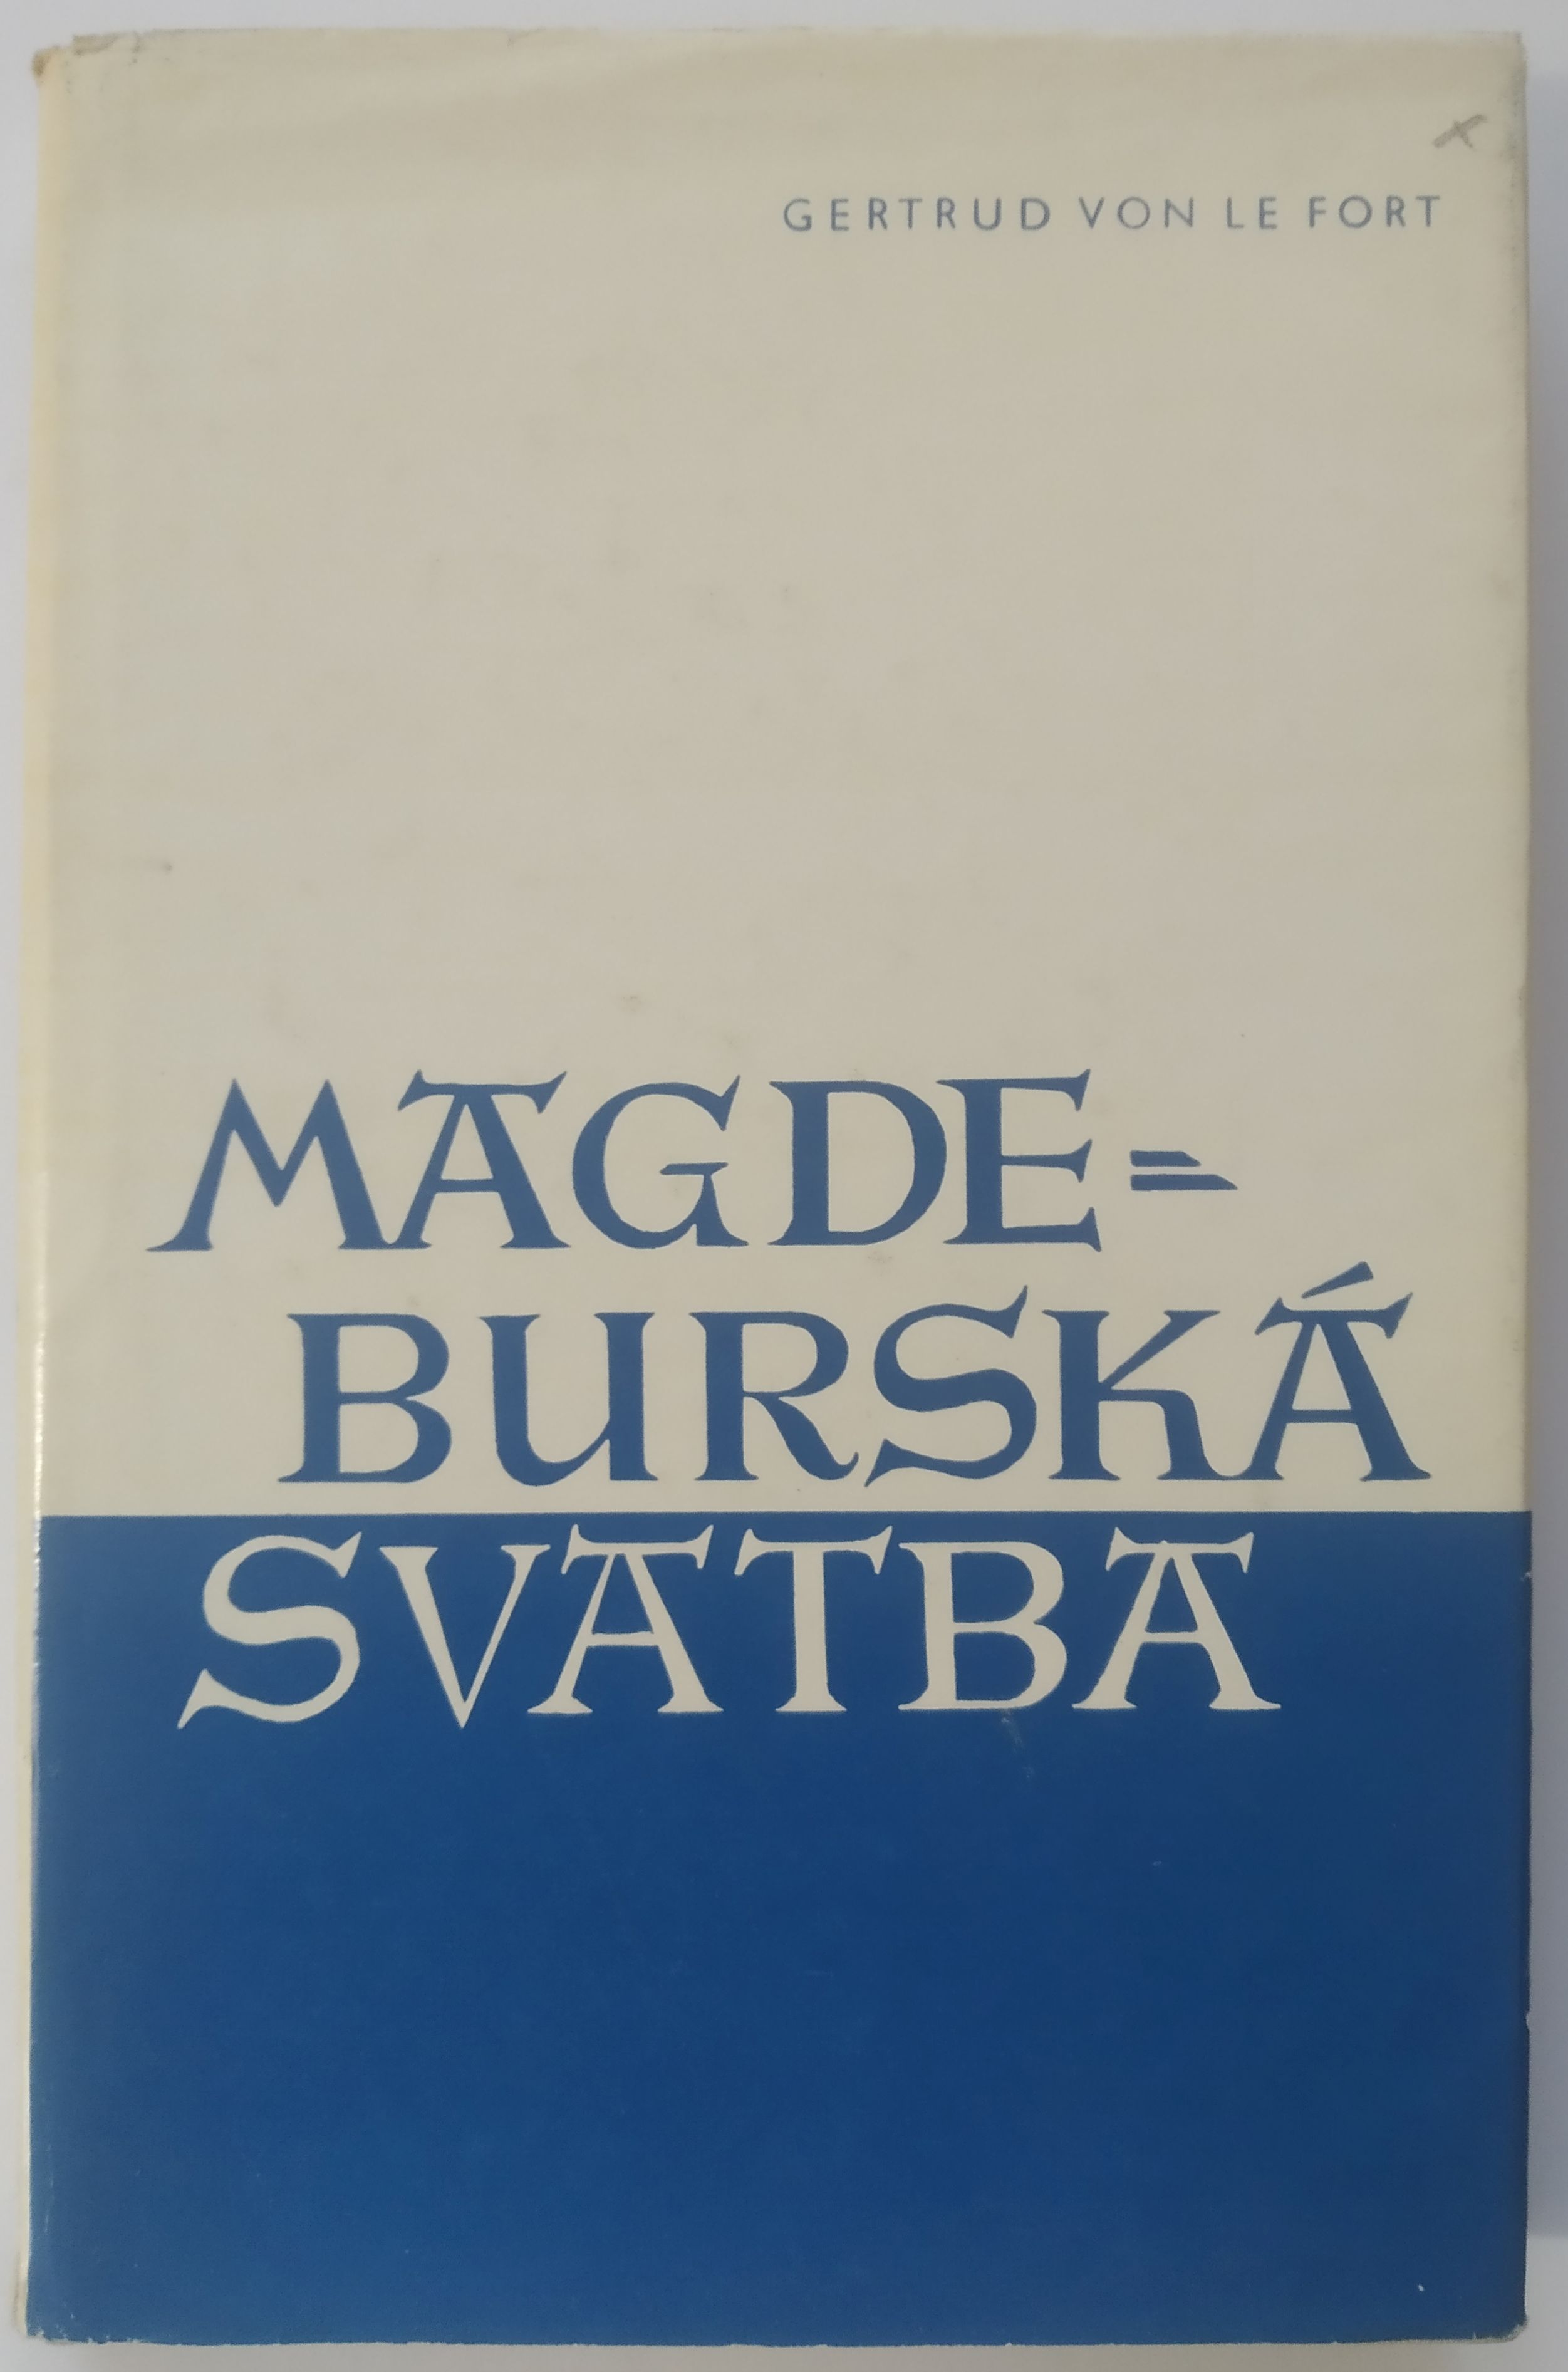 GERTRUD VON LE FORT
MAGDE=
BURSKÁ
SVATBA